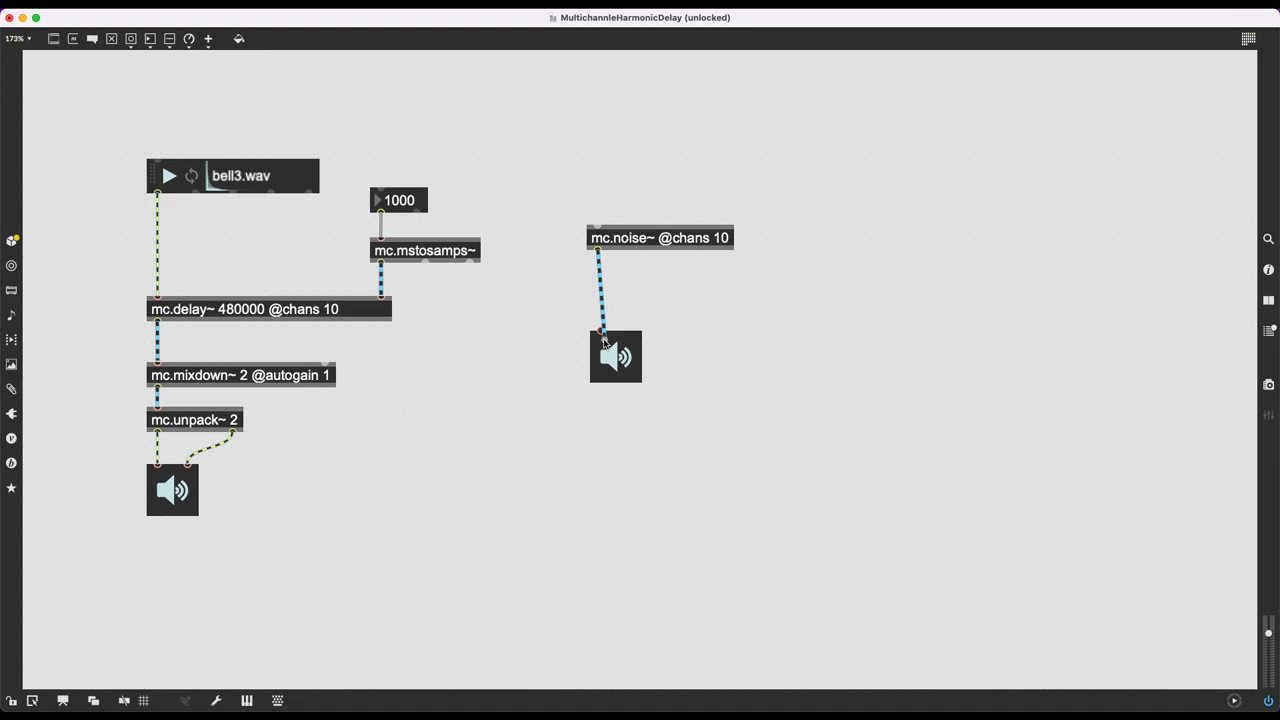 MultichannleHarmonicDelay (unlocked)
173%
bell3.wav
1000
mc.noise~ @chans 10
mc.mstosamps~
mc.delay~ 480000 @chans 10
mc.mixdown~ 2 @autogain 1
mc.unpack~ 2